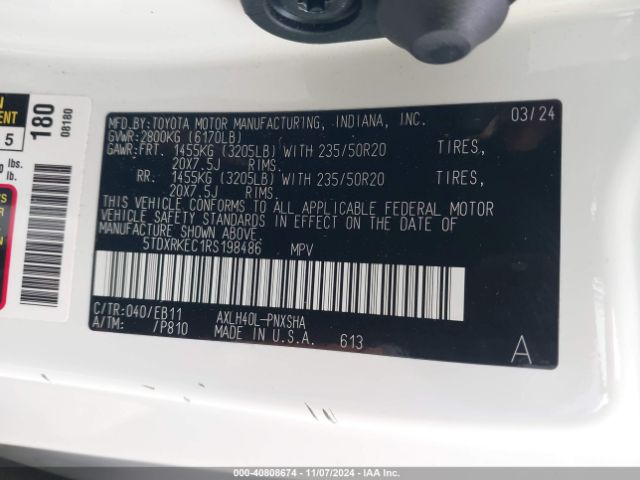 MFD.BY:TOYOTA MOTOR MANUFACTURING, INDIANA, INC. 03/24
GVWR:2800KG (6170LB)
GAWR:FRT. 1455KG (3205LB) WITH 235/50R20 TIRES,
20X7.5J RIMS.
RR. 1455KG (3205LB) WITH 235/50R20 TIRES,
20X7.5J RIMS.
THIS VEHICLE CONFORMS TO ALL APPLICABLE FEDERAL MOTOR
VEHICLE SAFETY STANDARDS IN EFFECT ON THE DATE OF
MANUFACTURE SHOWN ABOVE.
5TDXRKEC1RS198486 MPV
C/TR:040/EB11 AXLH40L-PNXSHA
A/TM: /P810 MADE IN U.S.A. 613
A
180
08180
5
lbs.
lb.
000-40808674 - 11/07/2024 - IAA Inc.